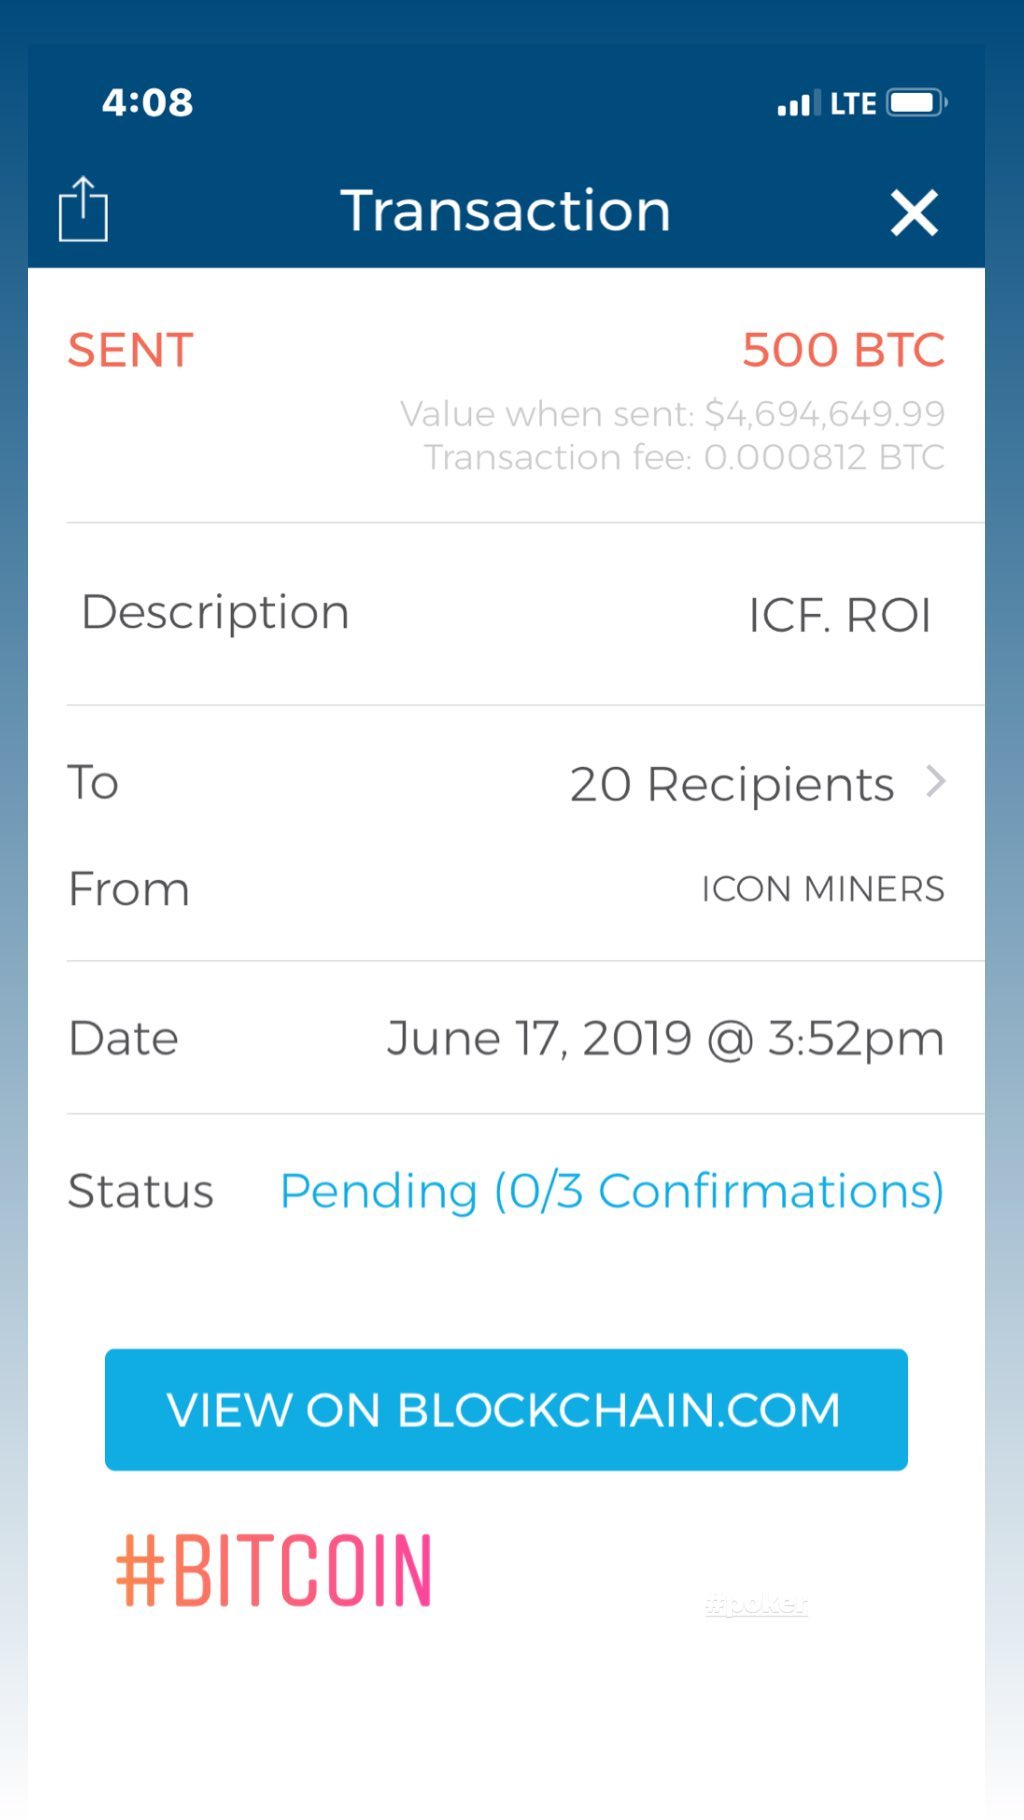 4:08
LTE
Transaction
SENT 500 BTC
Value when sent: $4,694,649.99
Transaction fee: 0.000812 BTC
Description ICF. ROI
To 20 Recipients
From ICON MINERS
Date June 17, 2019 @ 3:52pm
Status Pending (0/3 Confirmations)
VIEW ON BLOCKCHAIN.COM
#BITCOIN
#poker